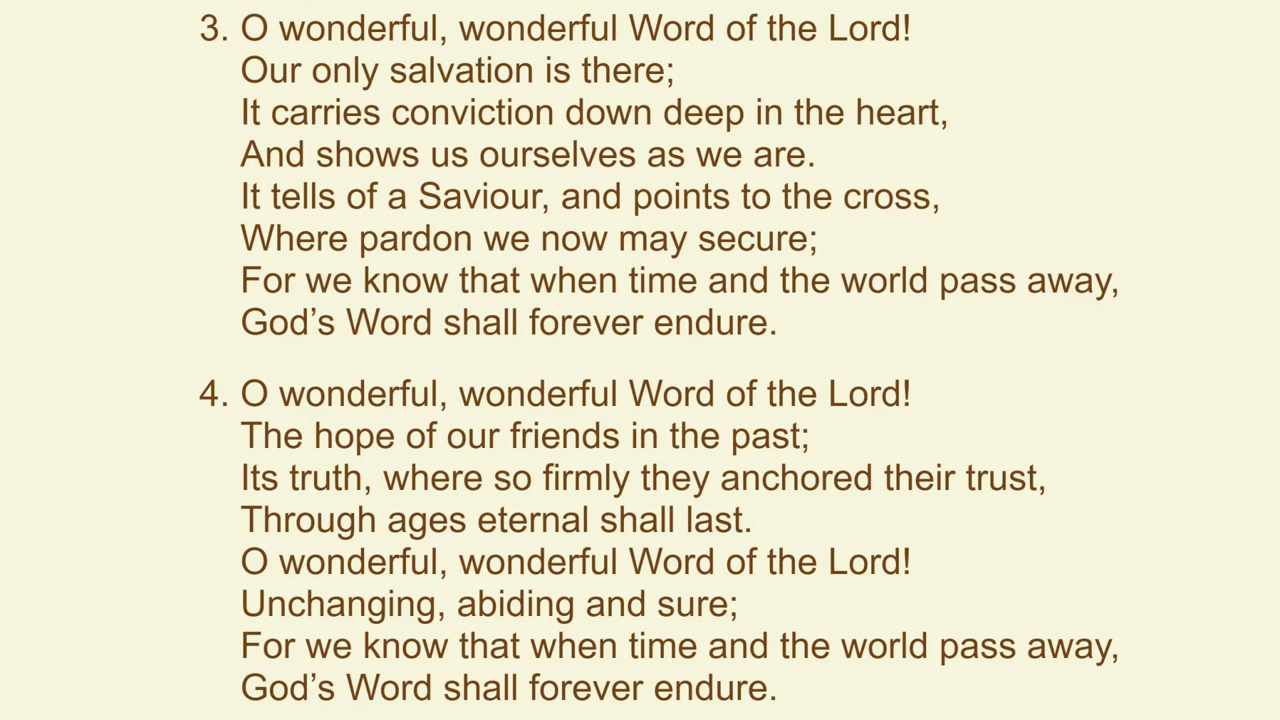 3. O wonderful, wonderful Word of the Lord!
Our only salvation is there;
It carries conviction down deep in the heart,
And shows us ourselves as we are.
It tells of a Saviour, and points to the cross,
Where pardon we now may secure;
For we know that when time and the world pass away,
God’s Word shall forever endure.
4. O wonderful, wonderful Word of the Lord!
The hope of our friends in the past;
Its truth, where so firmly they anchored their trust,
Through ages eternal shall last.
O wonderful, wonderful Word of the Lord!
Unchanging, abiding and sure;
For we know that when time and the world pass away,
God’s Word shall forever endure.